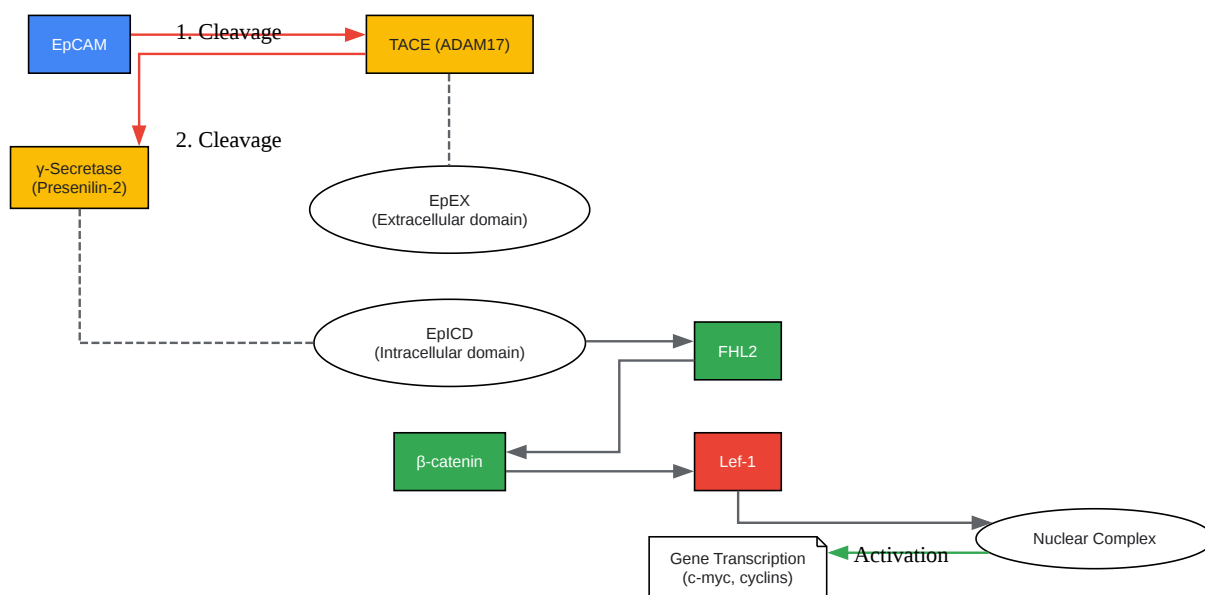 EpCAM
1. Cleavage
TACE (ADAM17)
2. Cleavage
γ-Secretase
(Presenilin-2)
EpEX
(Extracellular domain)
EpICD
(Intracellular domain)
FHL2
β-catenin
Lef-1
Nuclear Complex
Activation
Gene Transcription
(c-myc, cyclins)